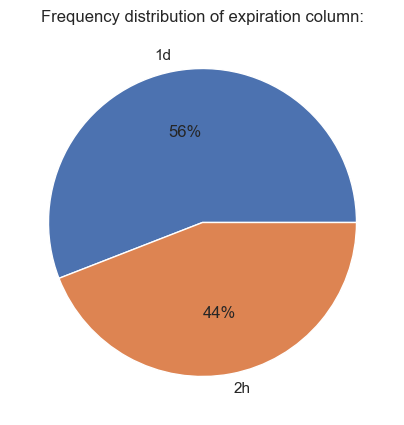 Frequency distribution of expiration column:
1d
56%
44%
2h